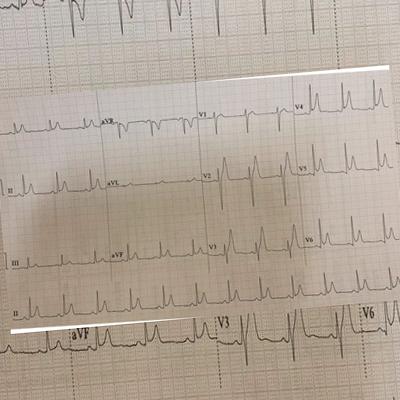 aVR V1 V4
II aVL V2 V5
III aVF V3 V6
II
aVF V3 V6